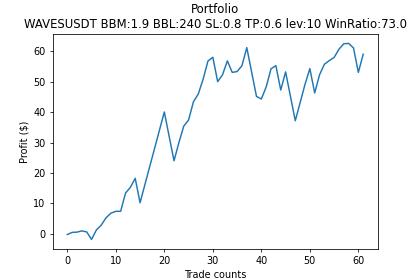 Portfolio
WAVESUSDT BBM:1.9 BBL:240 SL:0.8 TP:0.6 lev:10 WinRatio:73.0
60
50
40
30
20
10
0
Profit ($)
0 10 20 30 40 50 60
Trade counts